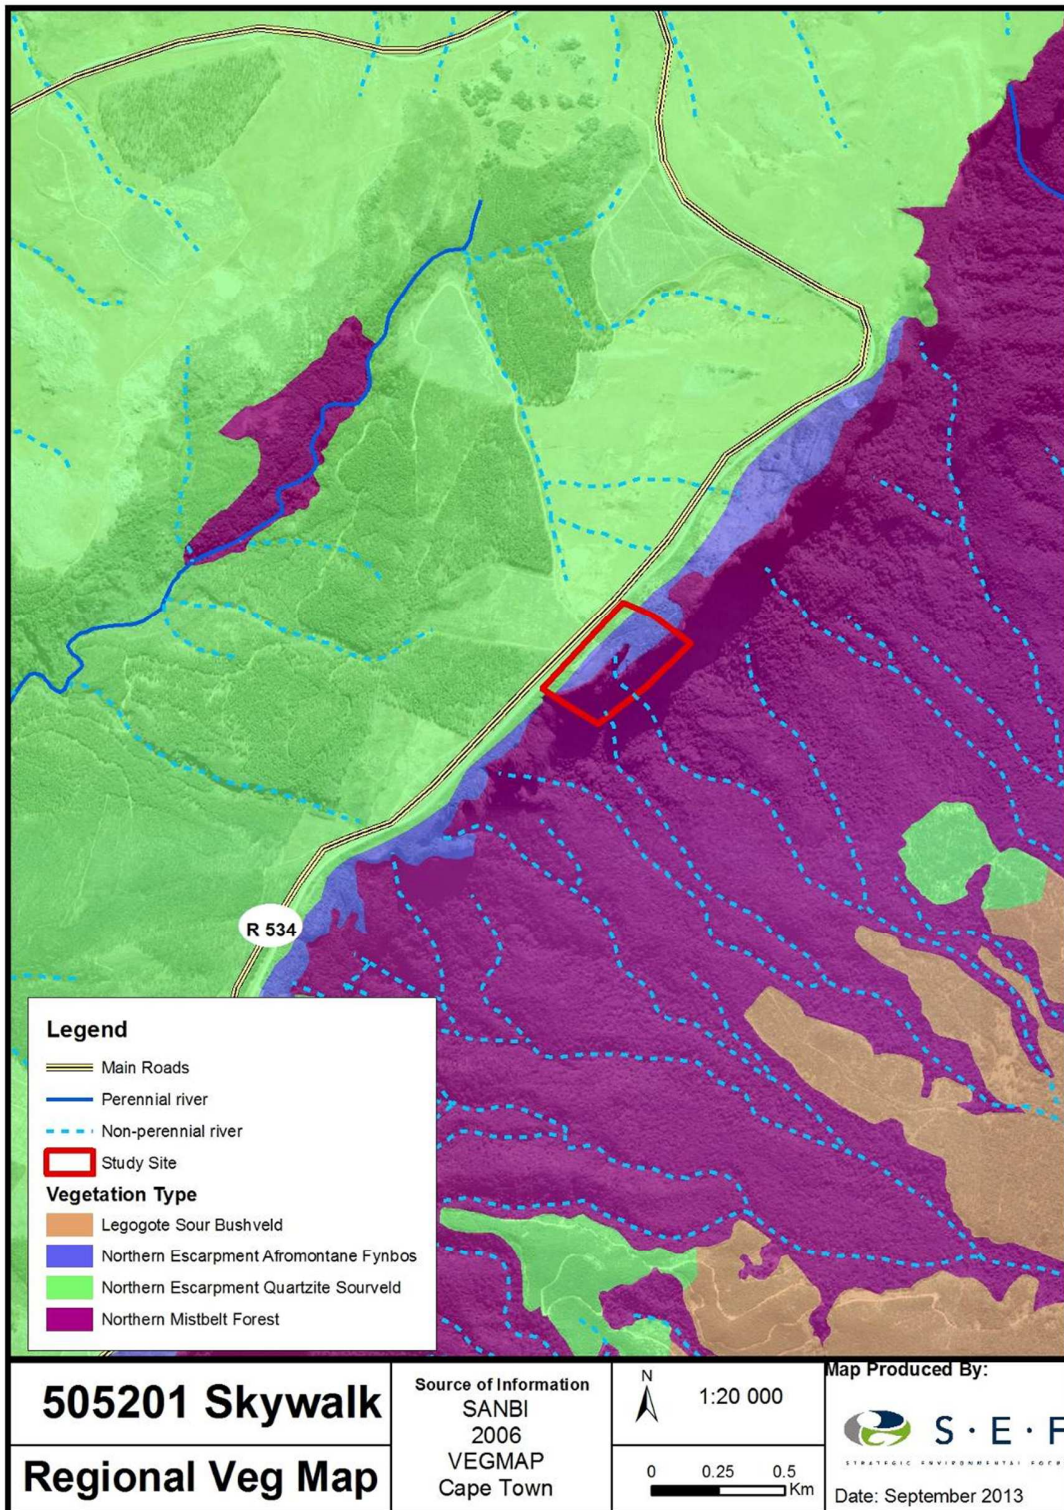 R 534
Legend
Main Roads
Perennial river
Non-perennial river
Study Site
Vegetation Type
Legogote Sour Bushveld
Northern Escarpment Afromontane Fynbos
Northern Escarpment Quartzite Sourveld
Northern Mistbelt Forest
505201 Skywalk
Regional Veg Map
Source of Information
SANBI
2006
VEGMAP
Cape Town
N
1:20 000
0 0.25 0.5
Km
Map Produced By:
S·E·F
STRATEGIC ENVIRONMENTAL
Date: September 2013